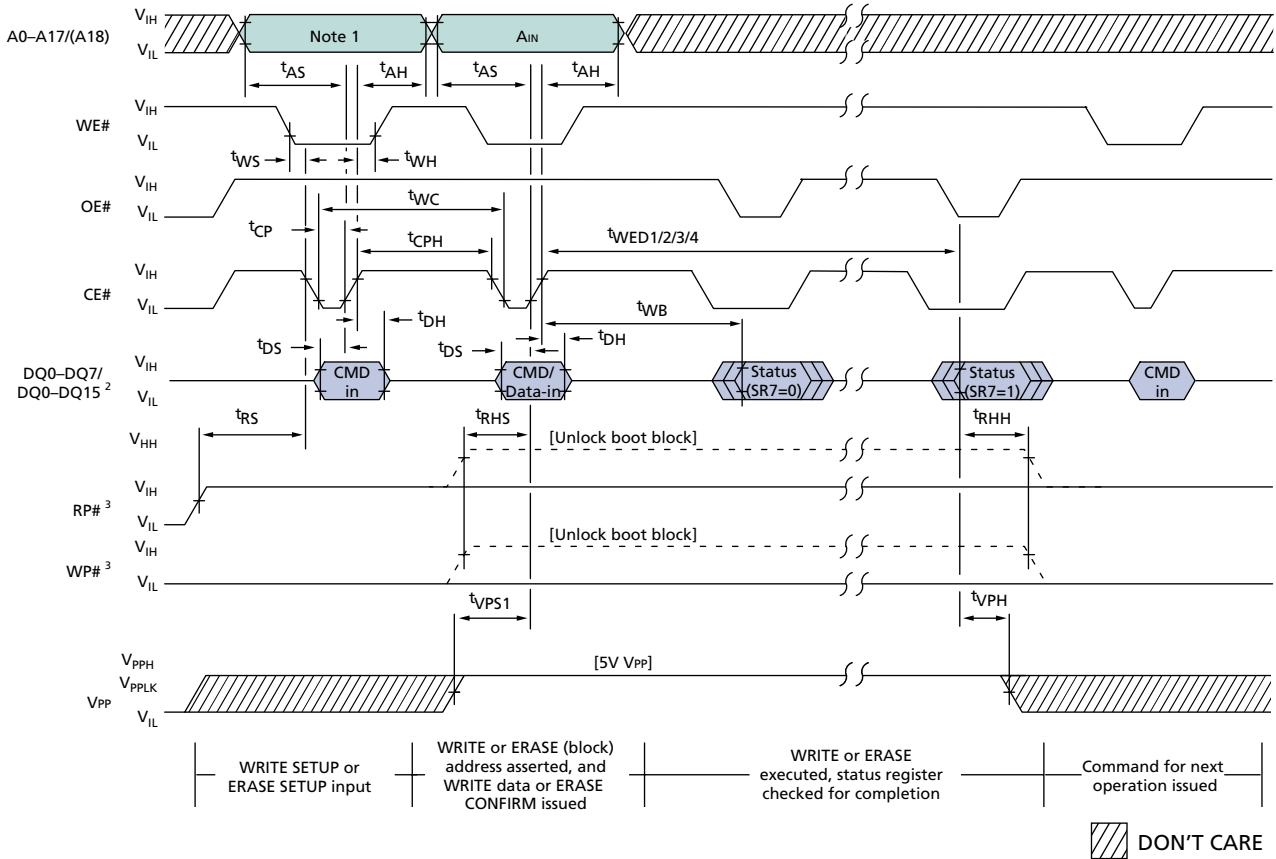 VIH
A0–A17/(A18)
VIL
Note 1
AIN
tAS
tAH
tAS
tAH
VIH
WE#
VIL
tWS
tWH
VIH
OE#
VIL
tWC
tCP
tCPH
tWED1/2/3/4
VIH
CE#
VIL
tWB
tDH
tDS
tDS
tDH
VIH
DQ0–DQ7/
DQ0–DQ15 2
VIL
CMD
in
CMD/
Data-in
Status
(SR7=0)
Status
(SR7=1)
CMD
in
tRS
tRHS
tRHH
VHH
[Unlock boot block]
VIH
RP# 3
VIL
VIH
[Unlock boot block]
WP# 3
VIL
tVPS1
tVPH
VPPH
[5V VPP]
VPPLK
VPP
VIL
WRITE SETUP or
ERASE SETUP input
WRITE or ERASE (block)
address asserted, and
WRITE data or ERASE
CONFIRM issued
WRITE or ERASE
executed, status register
checked for completion
Command for next
operation issued
DON'T CARE